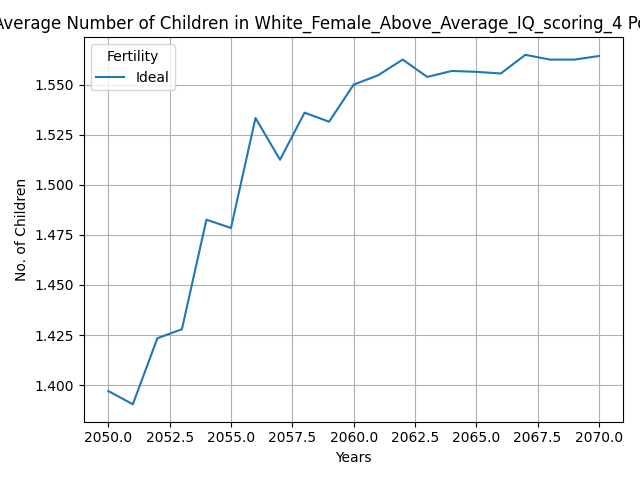 Average Number of Children in White_Female_Above_Average_IQ_scoring_4
Fertility
Ideal
1.550
1.525
1.500
1.475
1.450
1.425
1.400
No. of Children
2050.0 2052.5 2055.0 2057.5 2060.0 2062.5 2065.0 2067.5 2070.0
Years